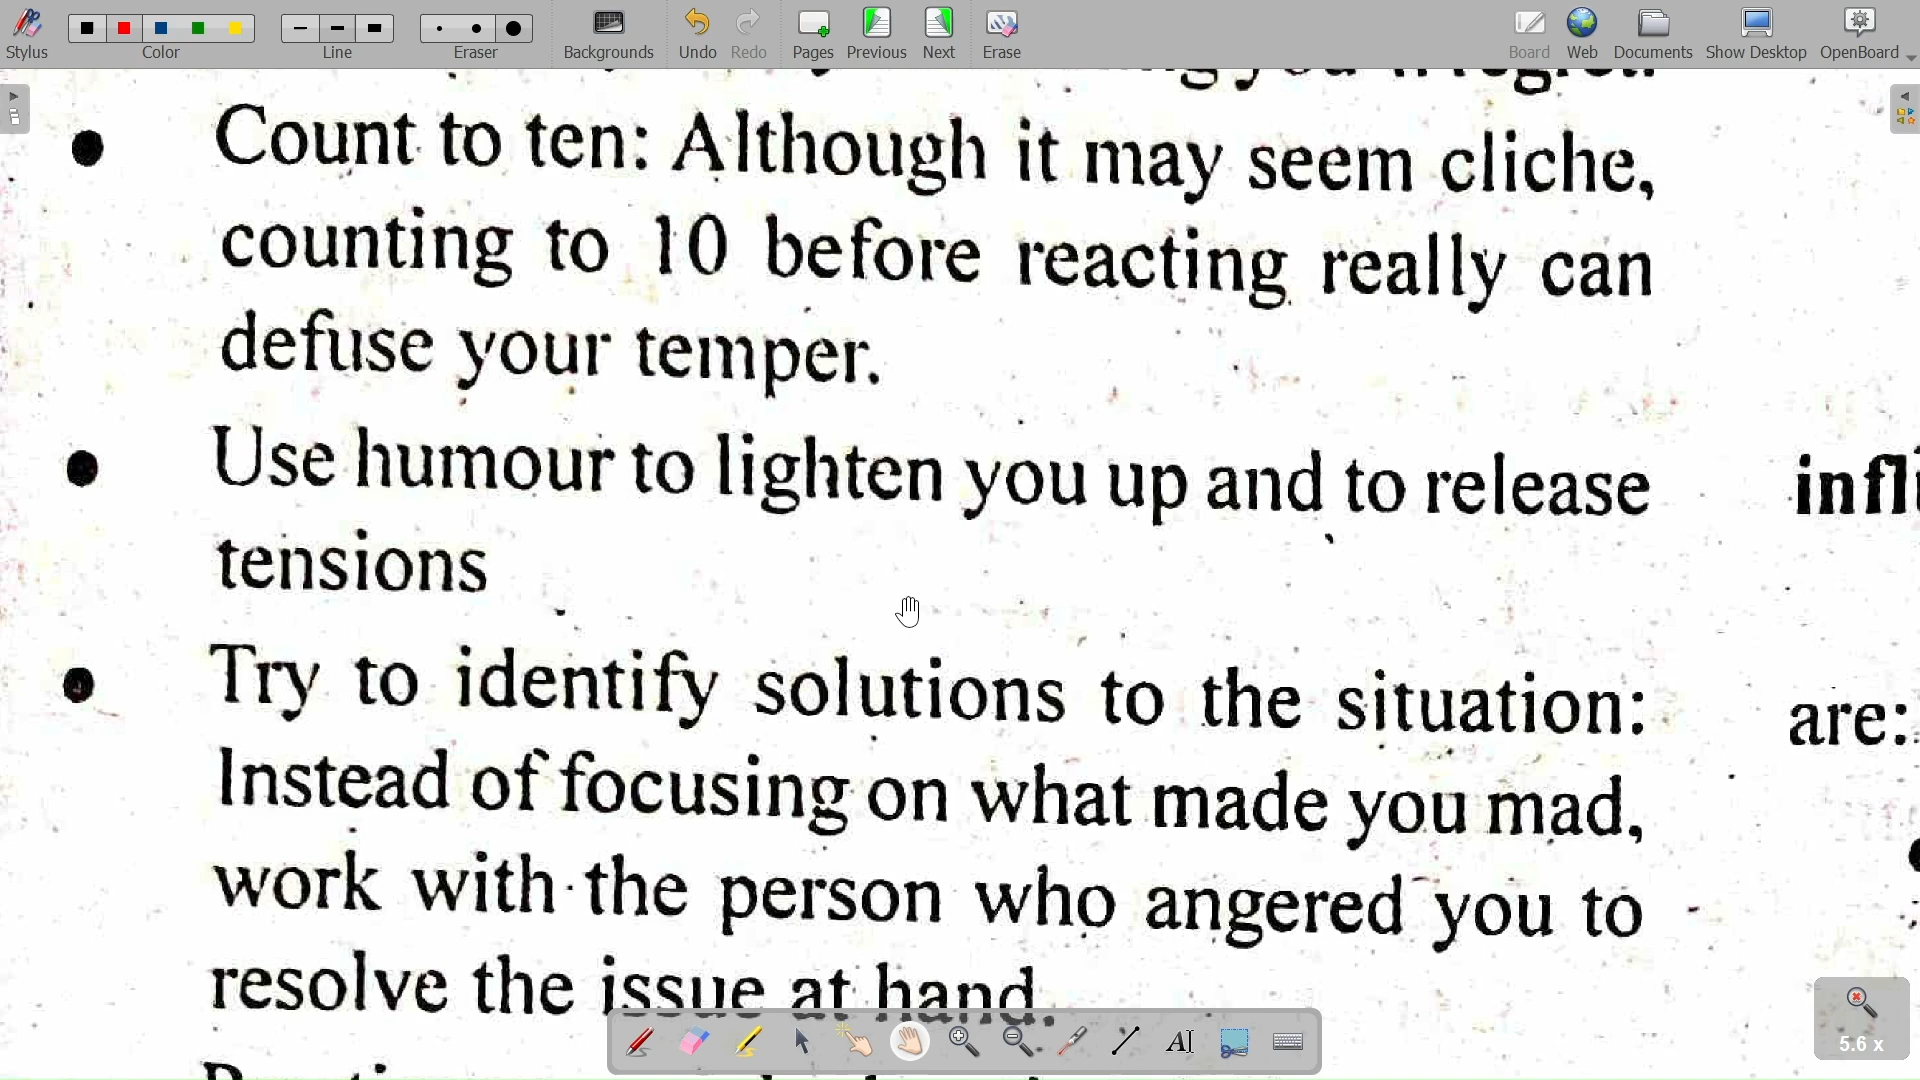 Stylus Color Line Eraser Backgrounds Undo Redo Pages Previous Next Erase Board Web Documents Show Desktop OpenBoard
Count to ten: Although it may seem cliche,
counting to 10 before reacting really can
defuse your temper.
Use humour to lighten you up and to release
tensions
Try to identify solutions to the situation:
Instead of focusing on what made you mad,
work with the person who angered you to
resolve the issue at hand.
are:
5.6 x